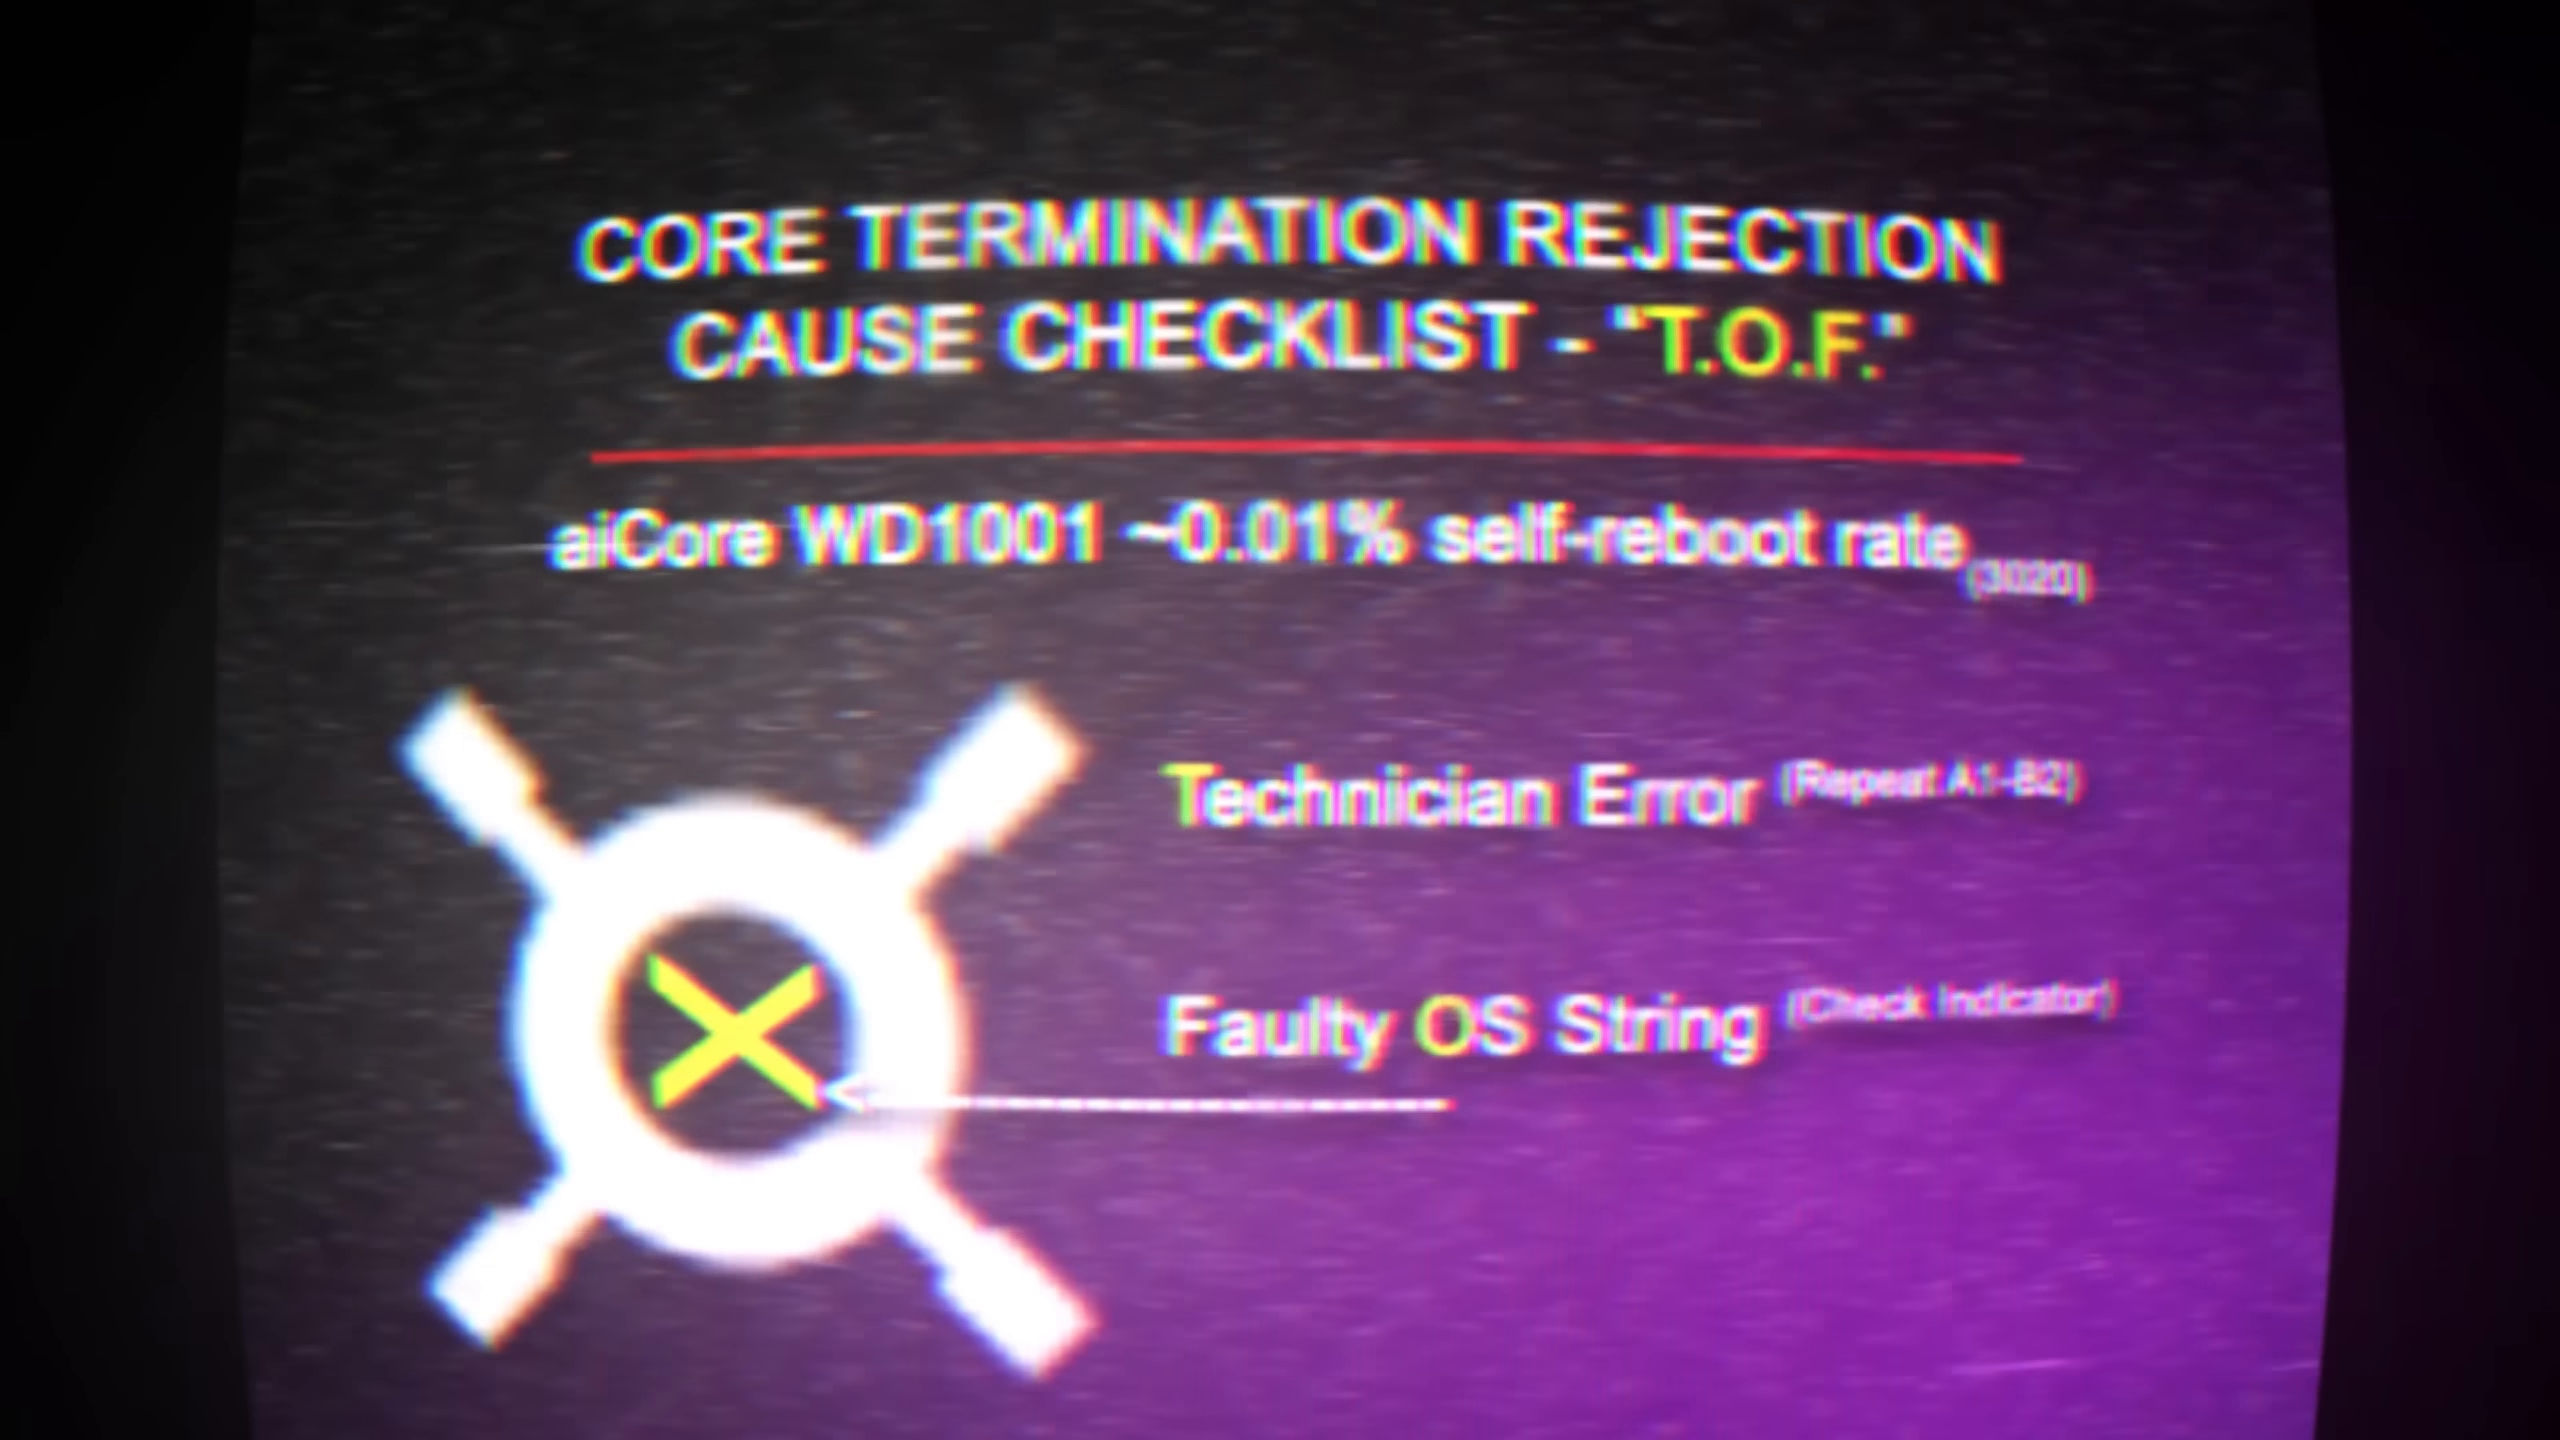 CORE TERMINATION REJECTION
CAUSE CHECKLIST - "T.O.F."
aiCore WD1001 ~0.01% self-reboot rate (3020)
Technician Error (Repeat A1-B2)
Faulty OS String (Check Indicator)